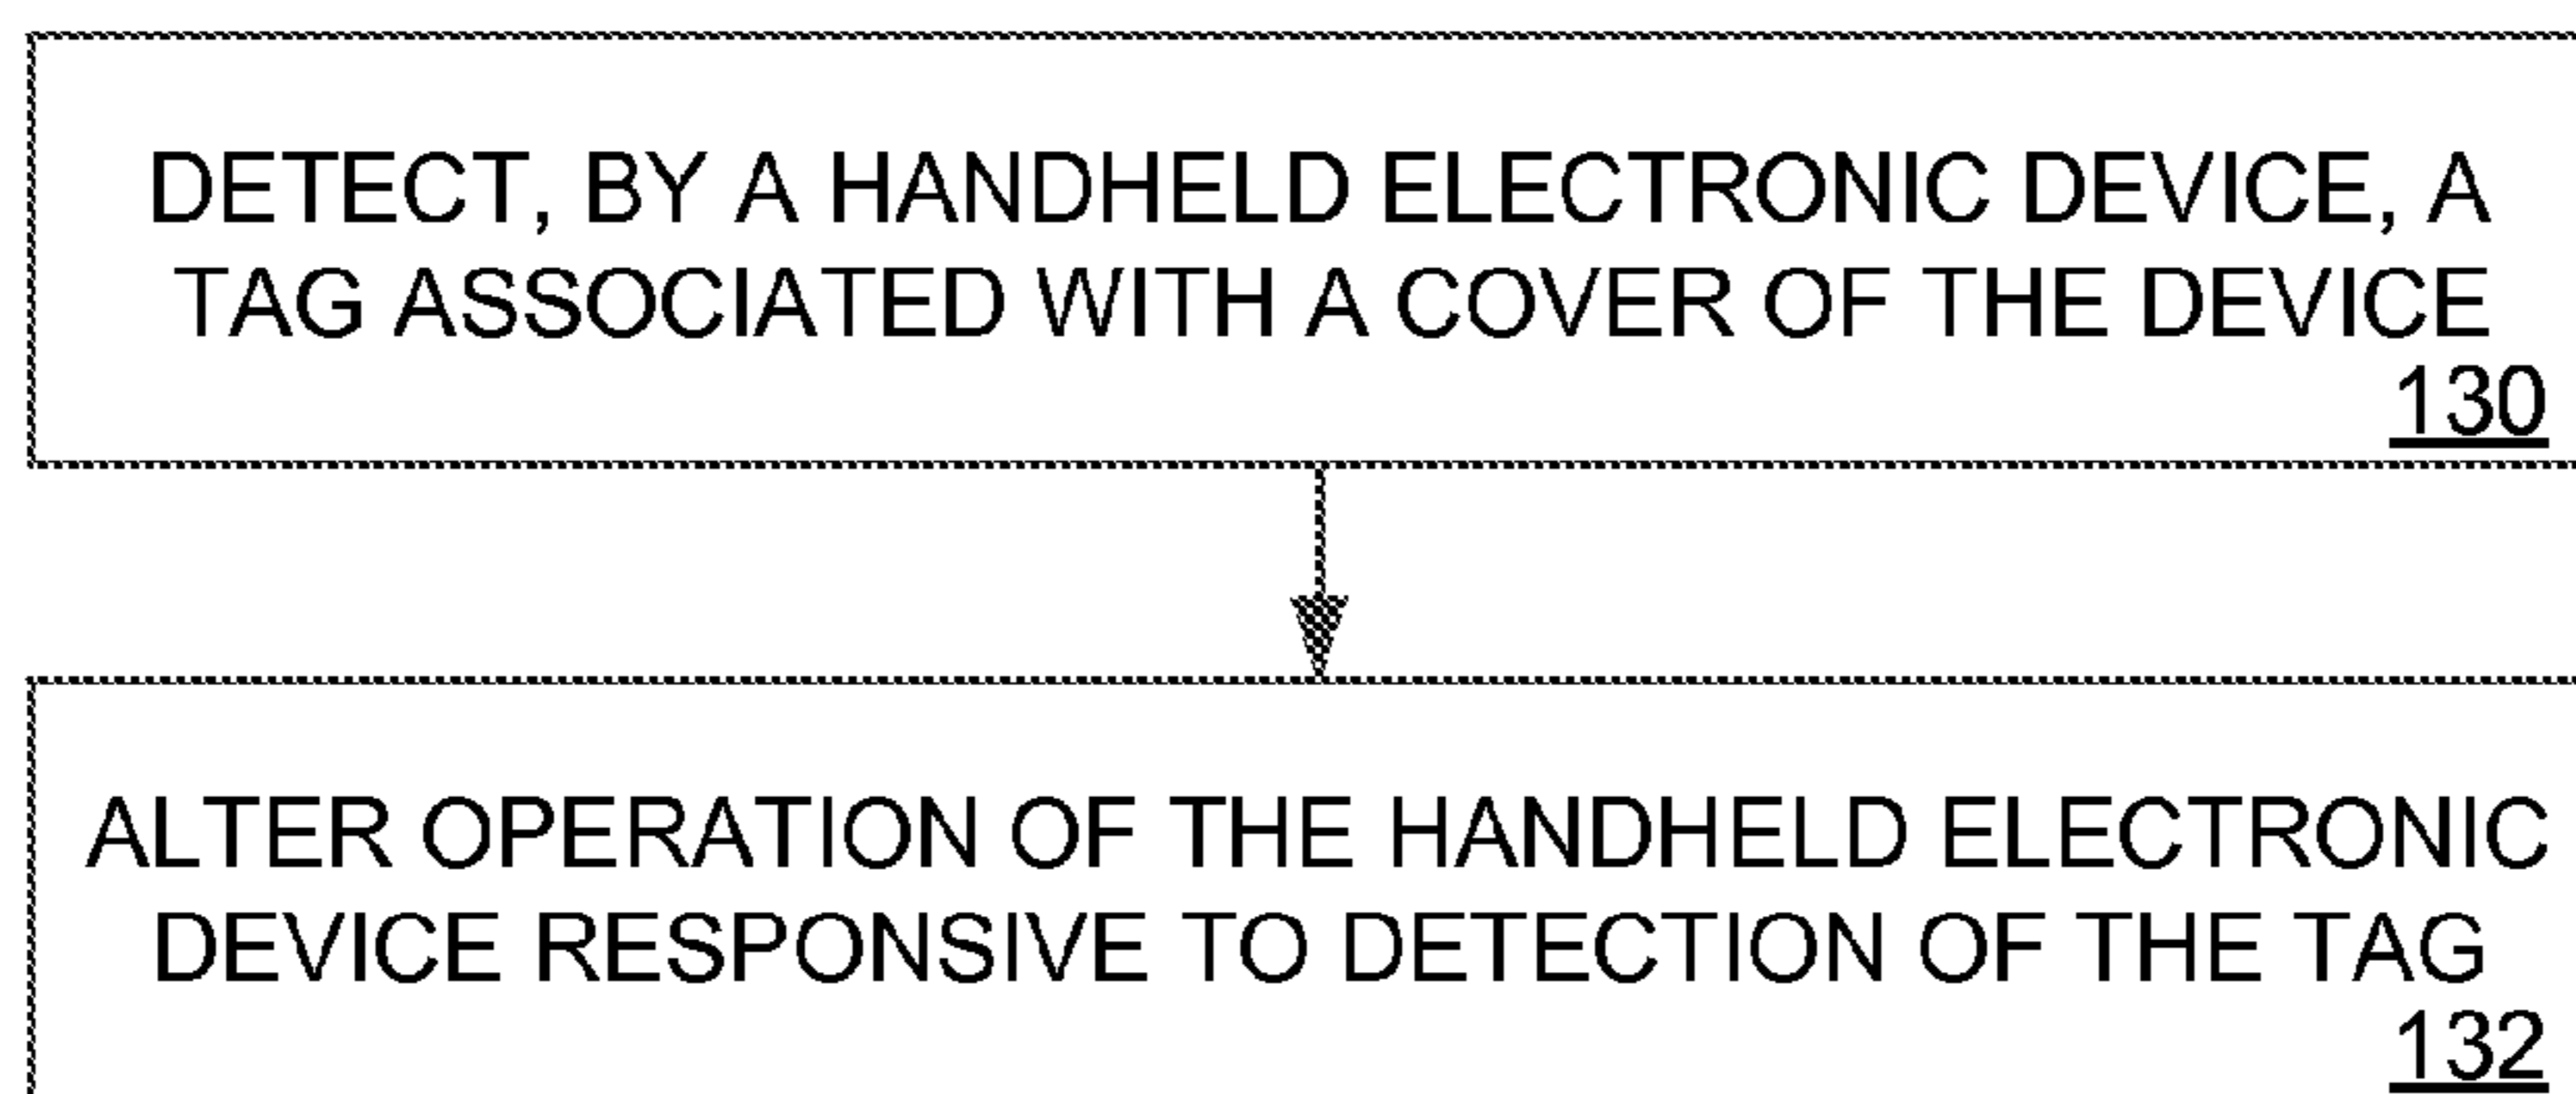 DETECT, BY A HANDHELD ELECTRONIC DEVICE, A
TAG ASSOCIATED WITH A COVER OF THE DEVICE
130
ALTER OPERATION OF THE HANDHELD ELECTRONIC
DEVICE RESPONSIVE TO DETECTION OF THE TAG
132